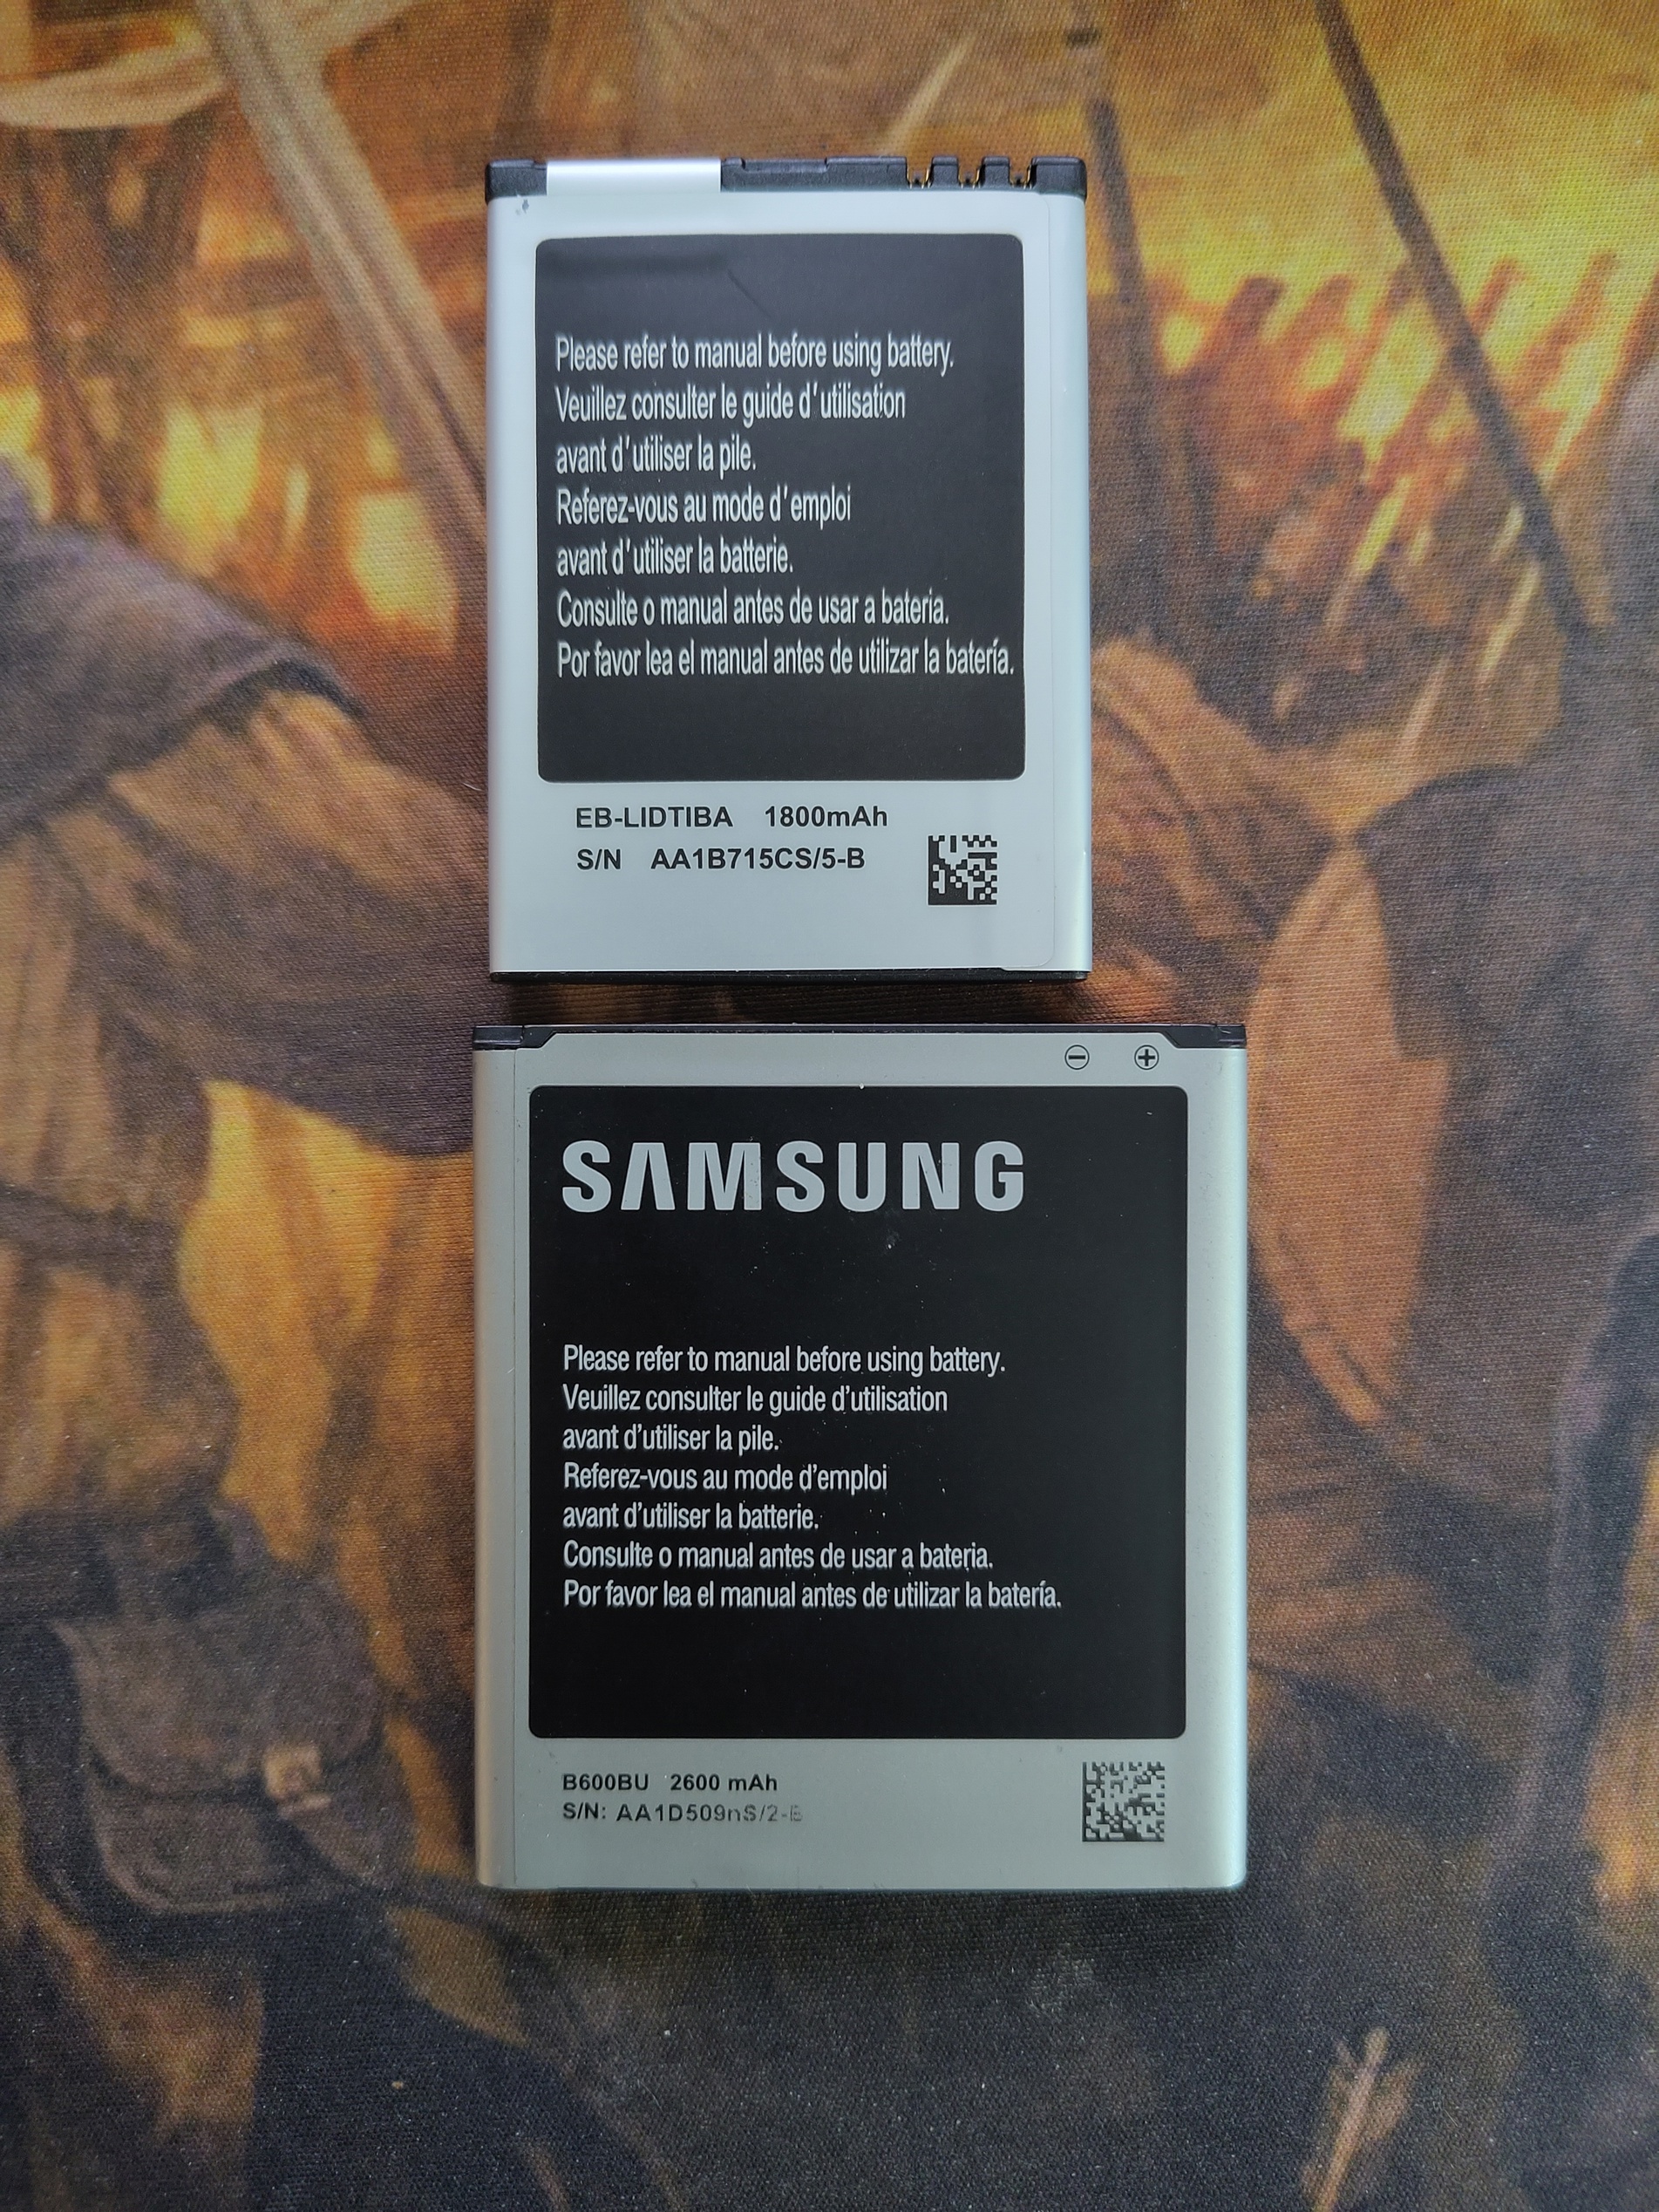 Please refer to manual before using battery.
Veuillez consulter le guide d'utilisation
avant d'utiliser la pile.
Referez-vous au mode d'emploi
avant d'utiliser la batterie.
Consulte o manual antes de usar a bateria.
Por favor lea el manual antes de utilizar la batería.
EB-LIDTIBA 1800mAh
S/N AA1B715CS/5-B
SAMSUNG
Please refer to manual before using battery.
Veuillez consulter le guide d'utilisation
avant d'utiliser la pile.
Referez-vous au mode d'emploi
avant d'utiliser la batterie.
Consulte o manual antes de usar a bateria.
Por favor lea el manual antes de utilizar la batería.
B600BU 2600 mAh
S/N: AA1D509nS/2-B